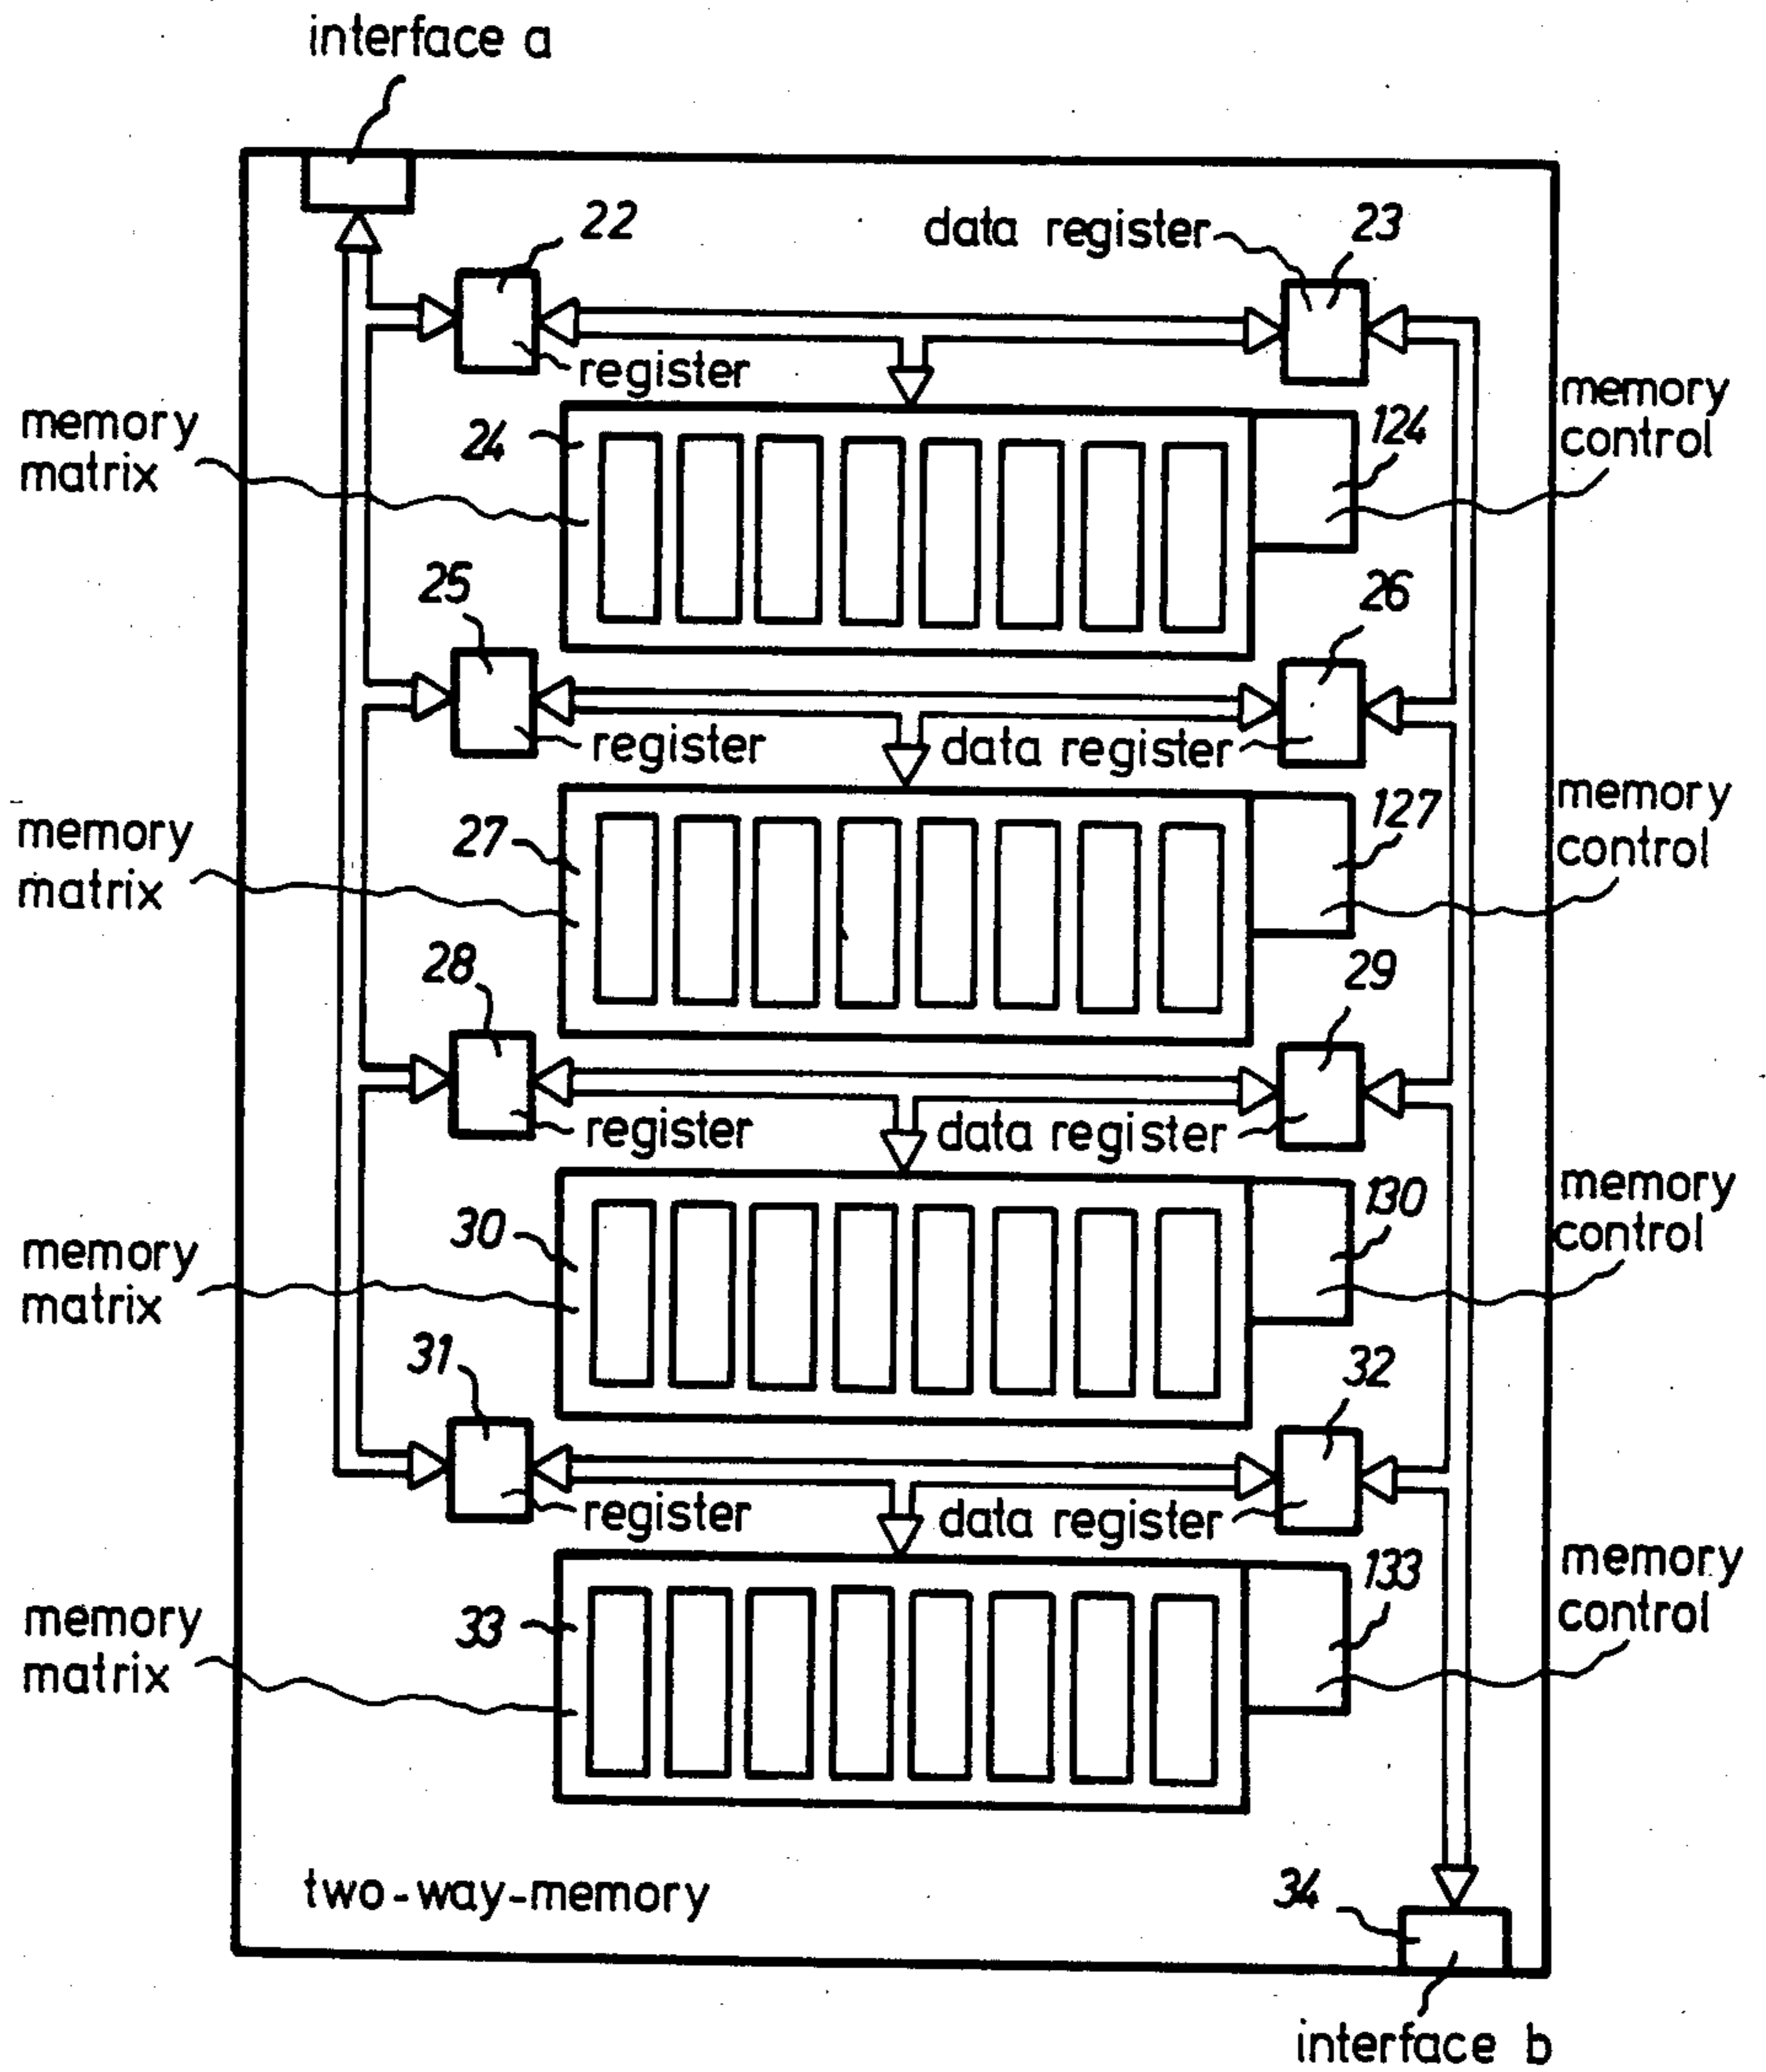 interface a
22
data register
23
register
memory
matrix
24
124
memory
control
25
26
register
data register
memory
matrix
27
127
memory
control
28
29
register
data register
memory
matrix
30
130
memory
control
31
32
register
data register
memory
matrix
33
133
memory
control
two-way-memory
34
interface b